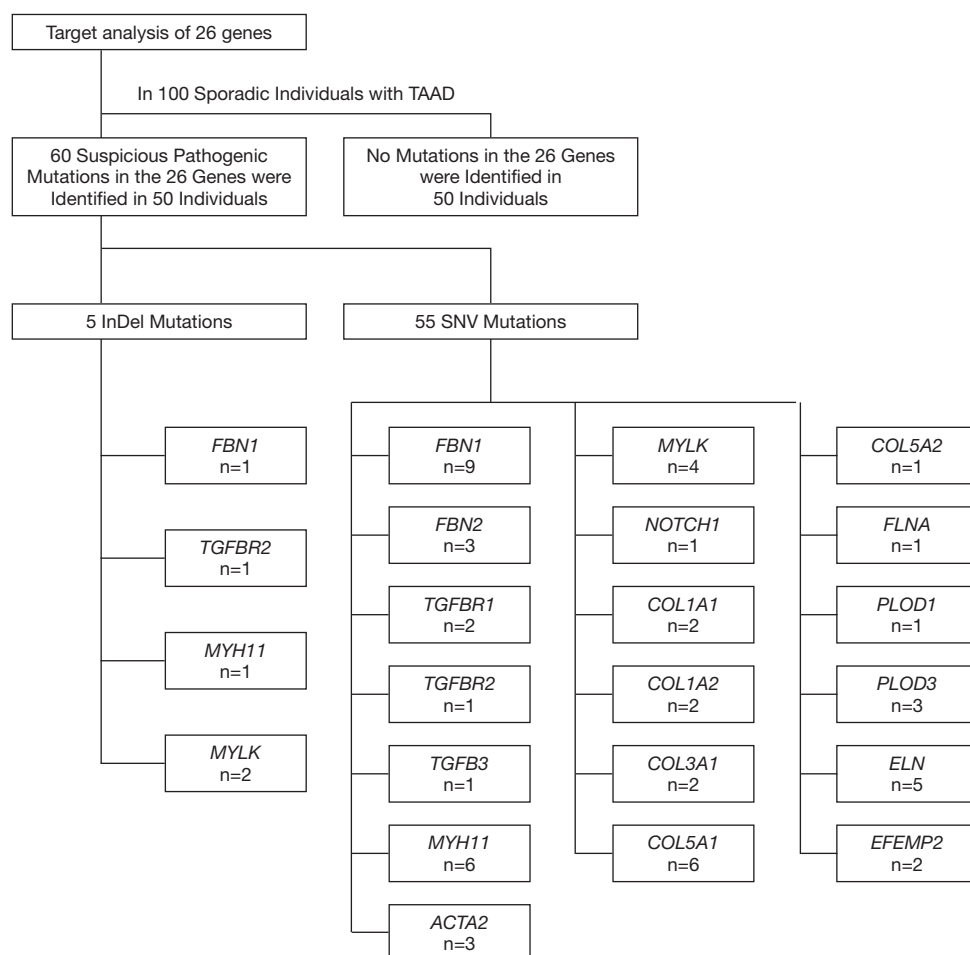 Target analysis of 26 genes
In 100 Sporadic Individuals with TAAD
60 Suspicious Pathogenic
Mutations in the 26 Genes were
Identified in 50 Individuals
No Mutations in the 26 Genes
were Identified in
50 Individuals
5 InDel Mutations
55 SNV Mutations
FBN1
n=1
TGFBR2
n=1
MYH11
n=1
MYLK
n=2
FBN1
n=9
FBN2
n=3
TGFBR1
n=2
TGFBR2
n=1
TGFB3
n=1
MYH11
n=6
ACTA2
n=3
MYLK
n=4
NOTCH1
n=1
COL1A1
n=2
COL1A2
n=2
COL3A1
n=2
COL5A1
n=6
COL5A2
n=1
FLNA
n=1
PLOD1
n=1
PLOD3
n=3
ELN
n=5
EFEMP2
n=2